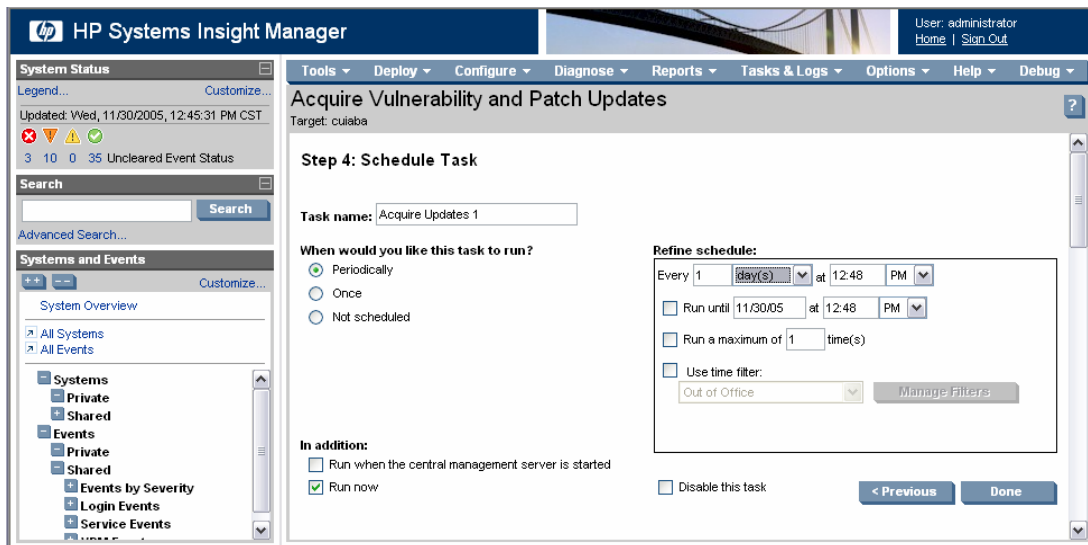 hp HP Systems Insight Manager
User: administrator
Home | Sign Out
System Status
Legend... Customize...
Updated: Wed, 11/30/2005, 12:45:31 PM CST
3 10 0 35 Uncleared Event Status
Search
Search
Advanced Search...
Systems and Events
++ -- Customize...
System Overview
All Systems
All Events
Systems
Private
Shared
Events
Private
Shared
Events by Severity
Login Events
Service Events
Tools Deploy Configure Diagnose Reports Tasks & Logs Options Help Debug
Acquire Vulnerability and Patch Updates
?
Target: cuiaba
Step 4: Schedule Task
Task name: Acquire Updates 1
When would you like this task to run?
Periodically
Once
Not scheduled
Refine schedule:
Every 1 day(s) at 12:48 PM
Run until 11/30/05 at 12:48 PM
Run a maximum of 1 time(s)
Use time filter:
Out of Office Manage Filters
In addition:
Run when the central management server is started
Run now
Disable this task
< Previous Done